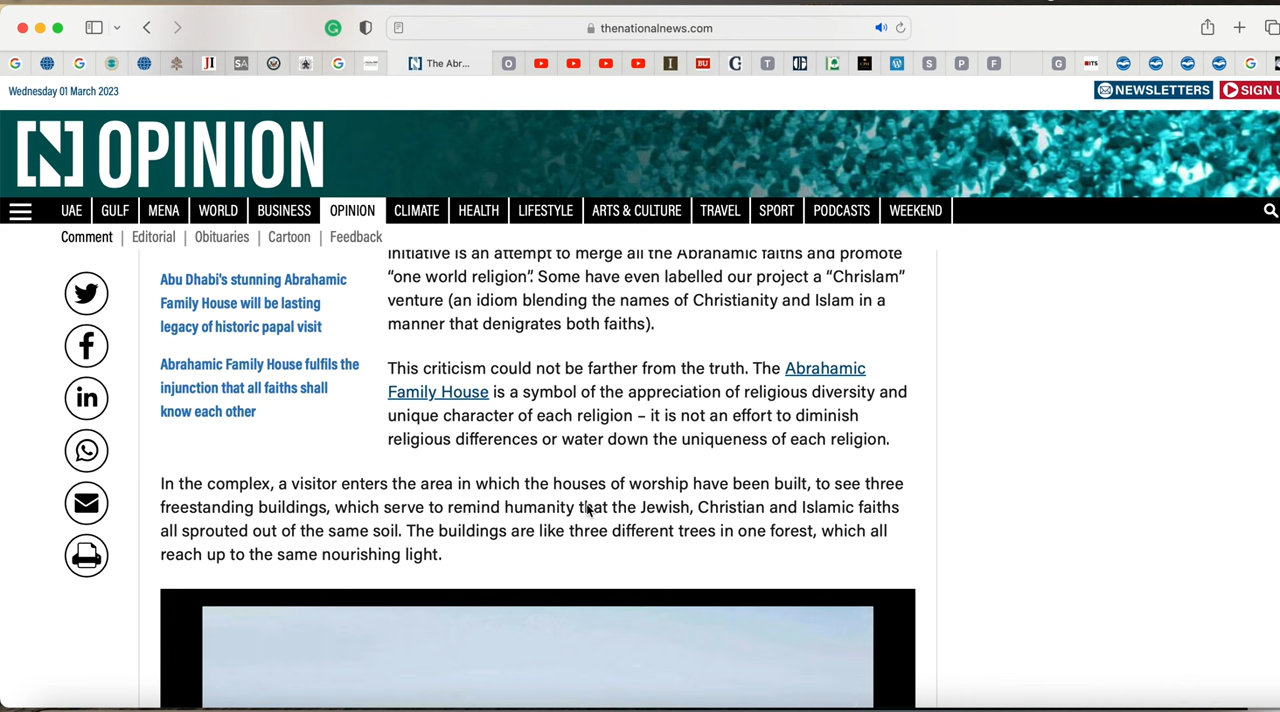 thenationalnews.com
The Abr...
Wednesday 01 March 2023
NEWSLETTERS
SIGN U
OPINION
UAE GULF MENA WORLD BUSINESS OPINION CLIMATE HEALTH LIFESTYLE ARTS & CULTURE TRAVEL SPORT PODCASTS WEEKEND
Comment | Editorial | Obituaries | Cartoon | Feedback
Abu Dhabi's stunning Abrahamic
Family House will be lasting
legacy of historic papal visit
Abrahamic Family House fulfils the
injunction that all faiths shall
know each other
initiative is an attempt to merge all the Abrahamic faiths and promote
“one world religion”. Some have even labelled our project a “Chrislam”
venture (an idiom blending the names of Christianity and Islam in a
manner that denigrates both faiths).
This criticism could not be farther from the truth. The Abrahamic
Family House is a symbol of the appreciation of religious diversity and
unique character of each religion – it is not an effort to diminish
religious differences or water down the uniqueness of each religion.
In the complex, a visitor enters the area in which the houses of worship have been built, to see three
freestanding buildings, which serve to remind humanity that the Jewish, Christian and Islamic faiths
all sprouted out of the same soil. The buildings are like three different trees in one forest, which all
reach up to the same nourishing light.